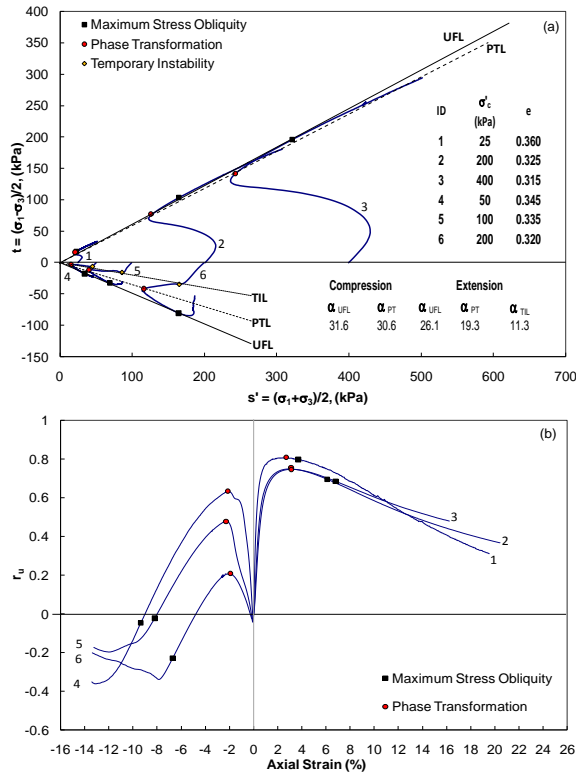 400
350
300
250
200
150
100
50
0
-50
-100
-150
t = (σ₁-σ₃)/2, (kPa)
Maximum Stress Obliquity
Phase Transformation
Temporary Instability
(a)
UFL
PTL
ID σ'c (kPa) e
1 25 0.360
2 200 0.325
3 400 0.315
4 50 0.345
5 100 0.335
6 200 0.320
1
2
3
4
5
6
TIL
PTL
UFL
Compression Extension
α UFL α PT α UFL α PT α TIL
31.6 30.6 26.1 19.3 11.3
0 100 200 300 400 500 600 700
s' = (σ₁+σ₃)/2, (kPa)
(b)
1
0.8
0.6
0.4
0.2
0
-0.2
-0.4
-0.6
r_u
3
2
1
5
6
4
Maximum Stress Obliquity
Phase Transformation
-16 -14 -12 -10 -8 -6 -4 -2 0 2 4 6 8 10 12 14 16 18 20 22 24 26
Axial Strain (%)